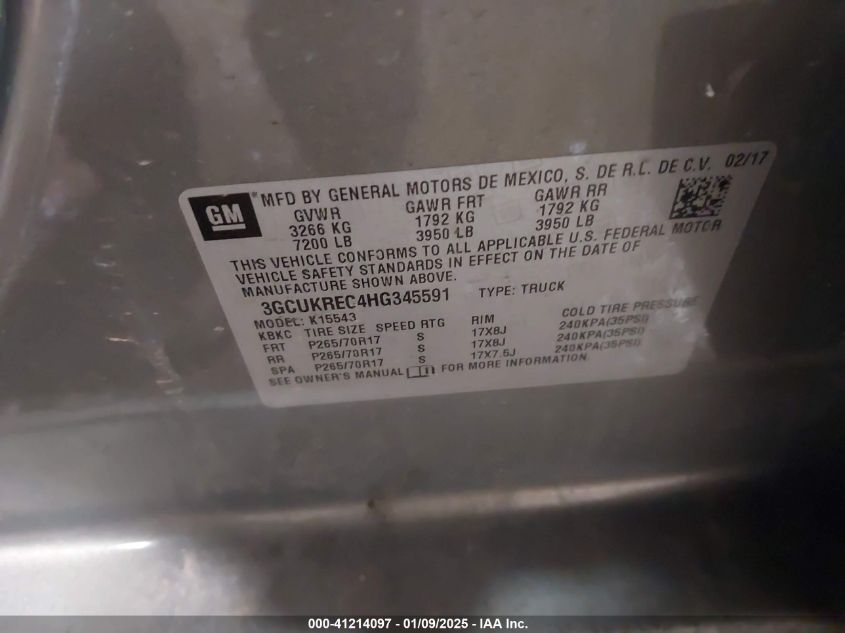 GM ® MFD BY GENERAL MOTORS DE MEXICO, S. DE R.L. DE C.V. 02/17
GVWR GAWR FRT GAWR RR
3266 KG 1792 KG 1792 KG
7200 LB 3950 LB 3950 LB
THIS VEHICLE CONFORMS TO ALL APPLICABLE U.S. FEDERAL MOTOR
VEHICLE SAFETY STANDARDS IN EFFECT ON THE DATE OF
MANUFACTURE SHOWN ABOVE.
3GCUKREC4HG345591 TYPE: TRUCK
MODEL: K15543
KBKC TIRE SIZE SPEED RTG RIM COLD TIRE PRESSURE
FRT P265/70R17 S 17X8J 240KPA(35PSI)
RR P265/70R17 S 17X8J 240KPA(35PSI)
SPA P265/70R17 S 17X7.5J 240KPA(35PSI)
SEE OWNER'S MANUAL FOR MORE INFORMATION.
000-41214097 - 01/09/2025 - IAA Inc.